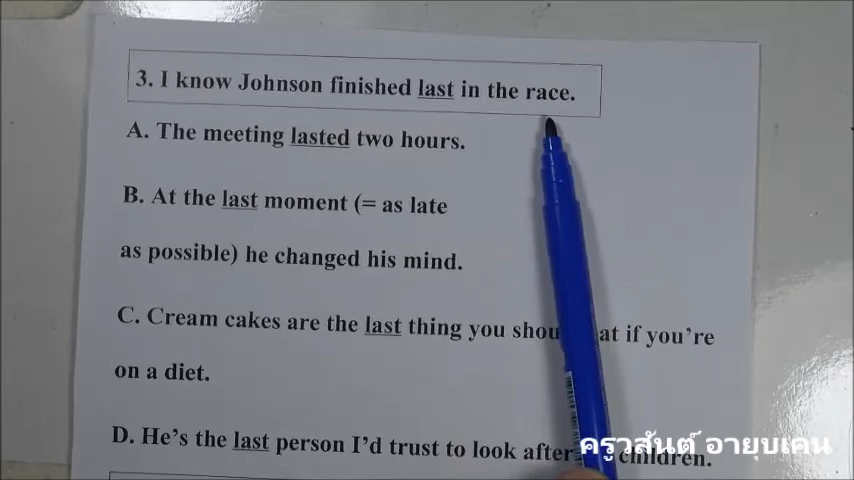 3. I know Johnson finished last in the race.
A. The meeting lasted two hours.
B. At the last moment (= as late
as possible) he changed his mind.
C. Cream cakes are the last thing you at if you're
on a diet.
D. He's the last person I'd trust to look after children.
ครูวสันต์ อายุบเคน